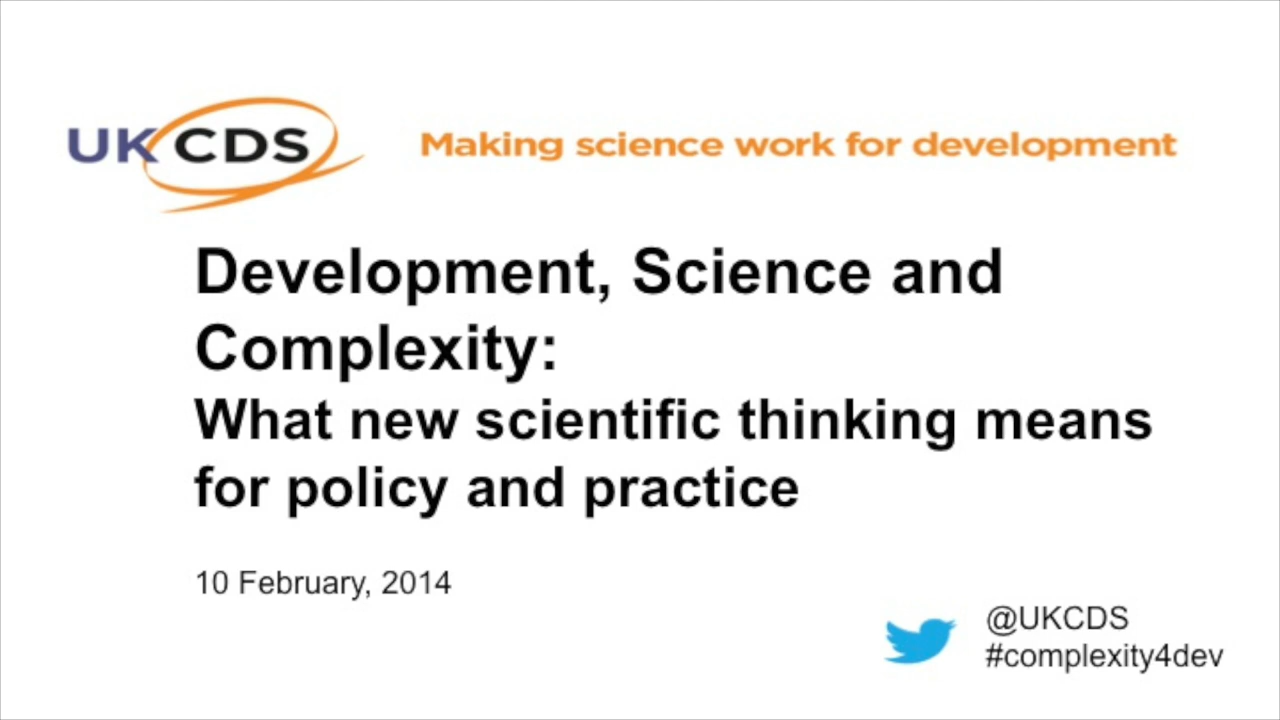 UKCDS
Making science work for development
Development, Science and
Complexity:
What new scientific thinking means
for policy and practice
10 February, 2014
@UKCDS
#complexity4dev